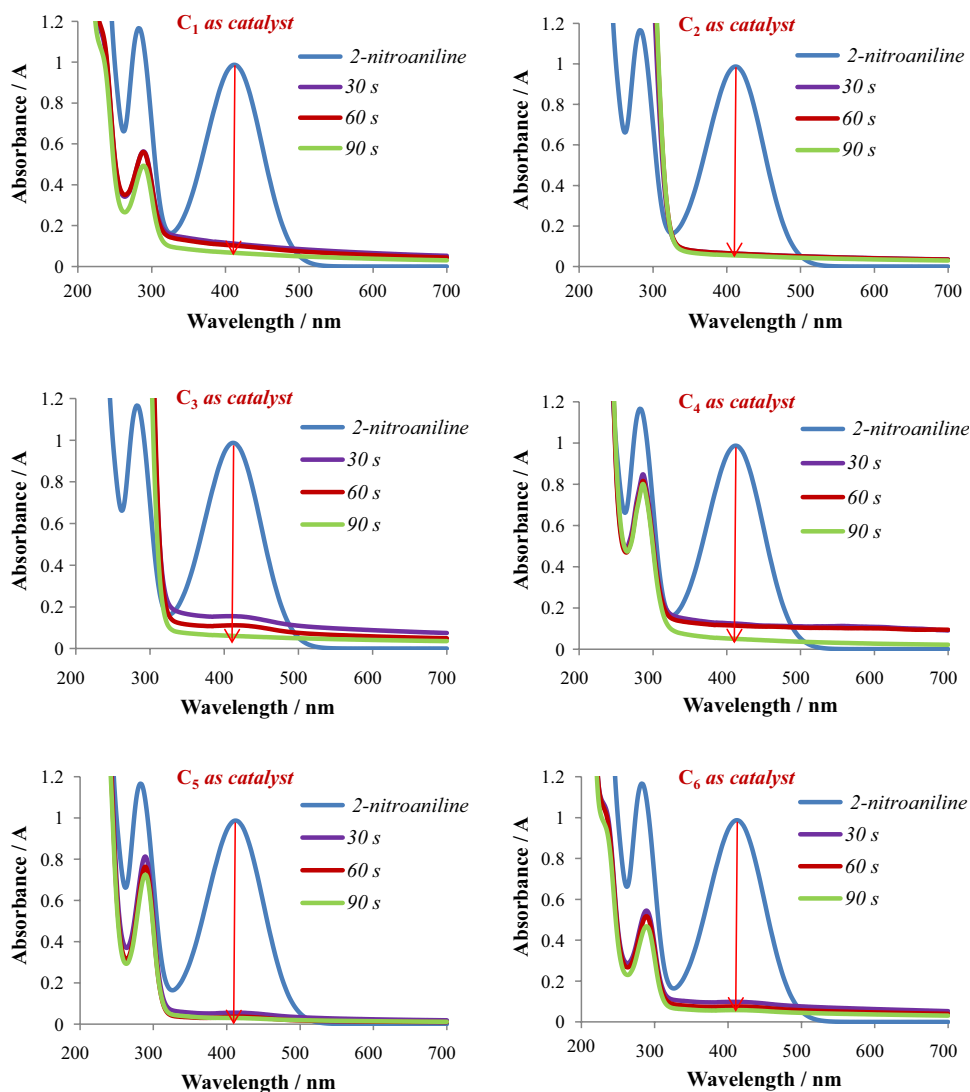 C₁ as catalyst
Absorbance / A
1.2
1
0.8
0.6
0.4
0.2
0
2-nitroaniline
30 s
60 s
90 s
200 300 400 500 600 700
Wavelength / nm
C₂ as catalyst
Absorbance / A
1.2
1
0.8
0.6
0.4
0.2
0
2-nitroaniline
30 s
60 s
90 s
200 300 400 500 600 700
Wavelength / nm
C₃ as catalyst
Absorbance / A
1.2
1
0.8
0.6
0.4
0.2
0
2-nitroaniline
30 s
60 s
90 s
200 300 400 500 600 700
Wavelength / nm
C₄ as catalyst
Absorbance / A
1.2
1
0.8
0.6
0.4
0.2
0
2-nitroaniline
30 s
60 s
90 s
200 300 400 500 600 700
Wavelength / nm
C₅ as catalyst
Absorbance / A
1.2
1
0.8
0.6
0.4
0.2
0
2-nitroaniline
30 s
60 s
90 s
200 300 400 500 600 700
Wavelength / nm
C₆ as catalyst
Absorbance / A
1.2
1
0.8
0.6
0.4
0.2
0
2-nitroaniline
30 s
60 s
90 s
200 300 400 500 600 700
Wavelength / nm